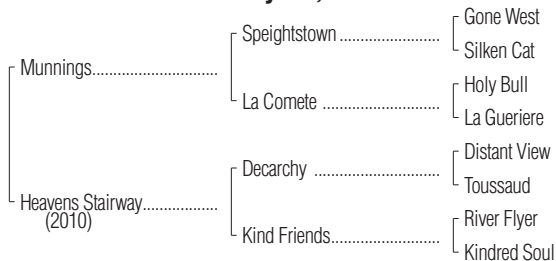 Gone West
Speightstown
Silken Cat
Munnings
Holy Bull
La Comete
La Gueriere
Distant View
Decarchy
Toussaud
Heavens Stairway
(2010)
River Flyer
Kind Friends
Kindred Soul